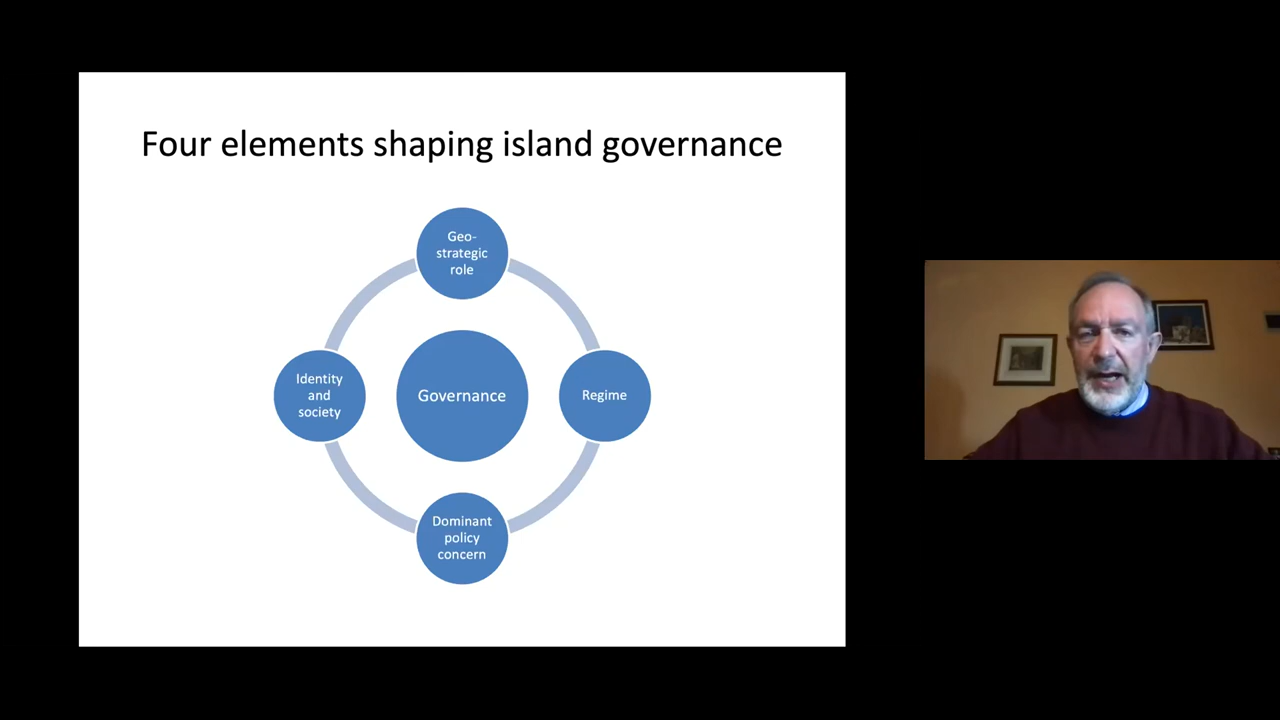 Four elements shaping island governance
Geo-
strategic
role
Identity
and
society
Governance
Regime
Dominant
policy
concern